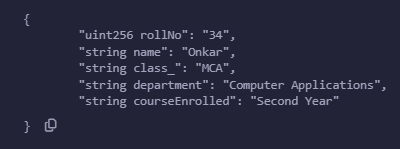 {
"uint256 rollNo": "34",
"string name": "Onkar",
"string class_": "MCA",
"string department": "Computer Applications",
"string courseEnrolled": "Second Year"
}